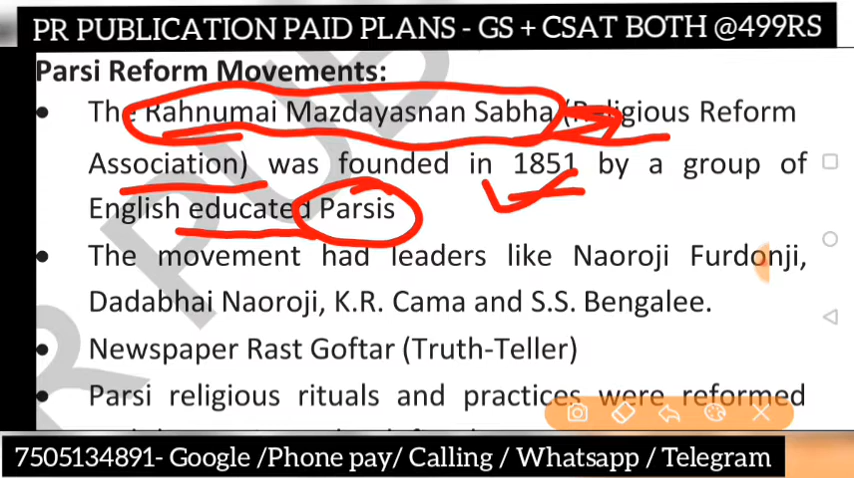 PR PUBLICATION PAID PLANS - GS + CSAT BOTH @499RS
Parsi Reform Movements:
• The Rahnumai Mazdayasnan Sabha (Religious Reform
Association) was founded in 1851 by a group of
English educated Parsis
• The movement had leaders like Naoroji Furdonji,
Dadabhai Naoroji, K.R. Cama and S.S. Bengalee.
• Newspaper Rast Goftar (Truth-Teller)
• Parsi religious rituals and practices were reformed
7505134891- Google /Phone pay/ Calling / Whatsapp / Telegram